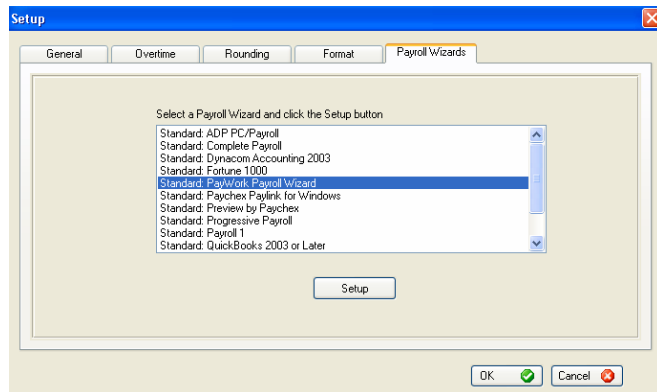 Setup
General Overtime Rounding Format Payroll Wizards
Select a Payroll Wizard and click the Setup button
Standard: ADP PC/Payroll
Standard: Complete Payroll
Standard: Dynacom Accounting 2003
Standard: Fortune 1000
Standard: PayWork Payroll Wizard
Standard: Paychex Paylink for Windows
Standard: Preview by Paychex
Standard: Progressive Payroll
Standard: Payroll 1
Standard: QuickBooks 2003 or Later
Setup
OK Cancel